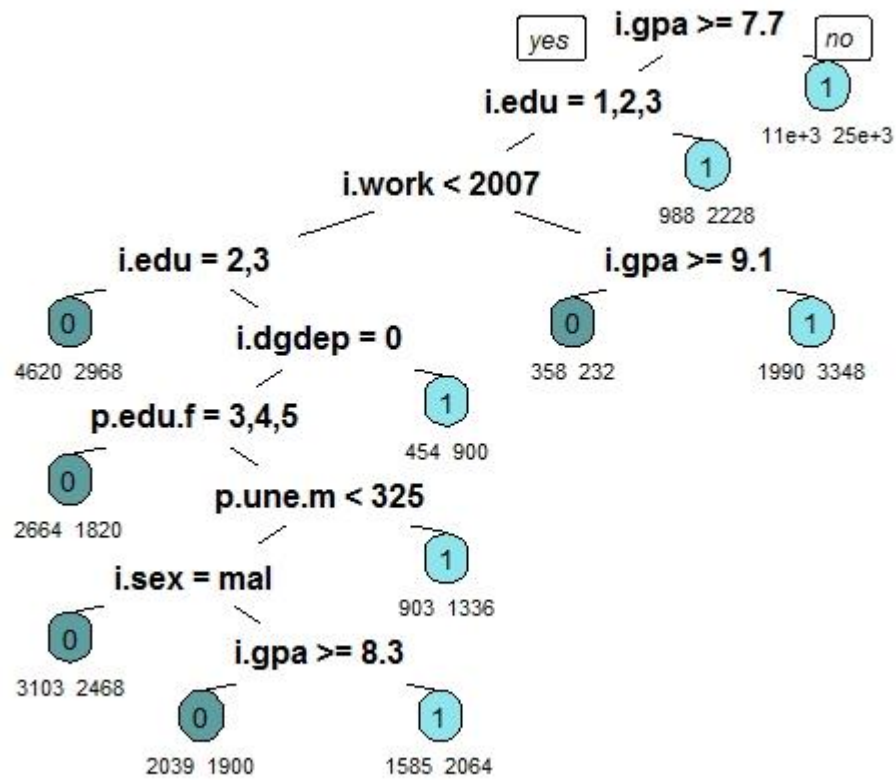 yes i.gpa >= 7.7 no
i.edu = 1,2,3 1
11e+3 25e+3
i.work < 2007 1
988 2228
i.edu = 2,3 i.gpa >= 9.1
0 i.dgdep = 0 0 1
4620 2968 358 232 1990 3348
p.edu.f = 3,4,5 1
454 900
0 p.une.m < 325
2664 1820
i.sex = mal 1
903 1336
0 i.gpa >= 8.3
3103 2468
0 1
2039 1900 1585 2064